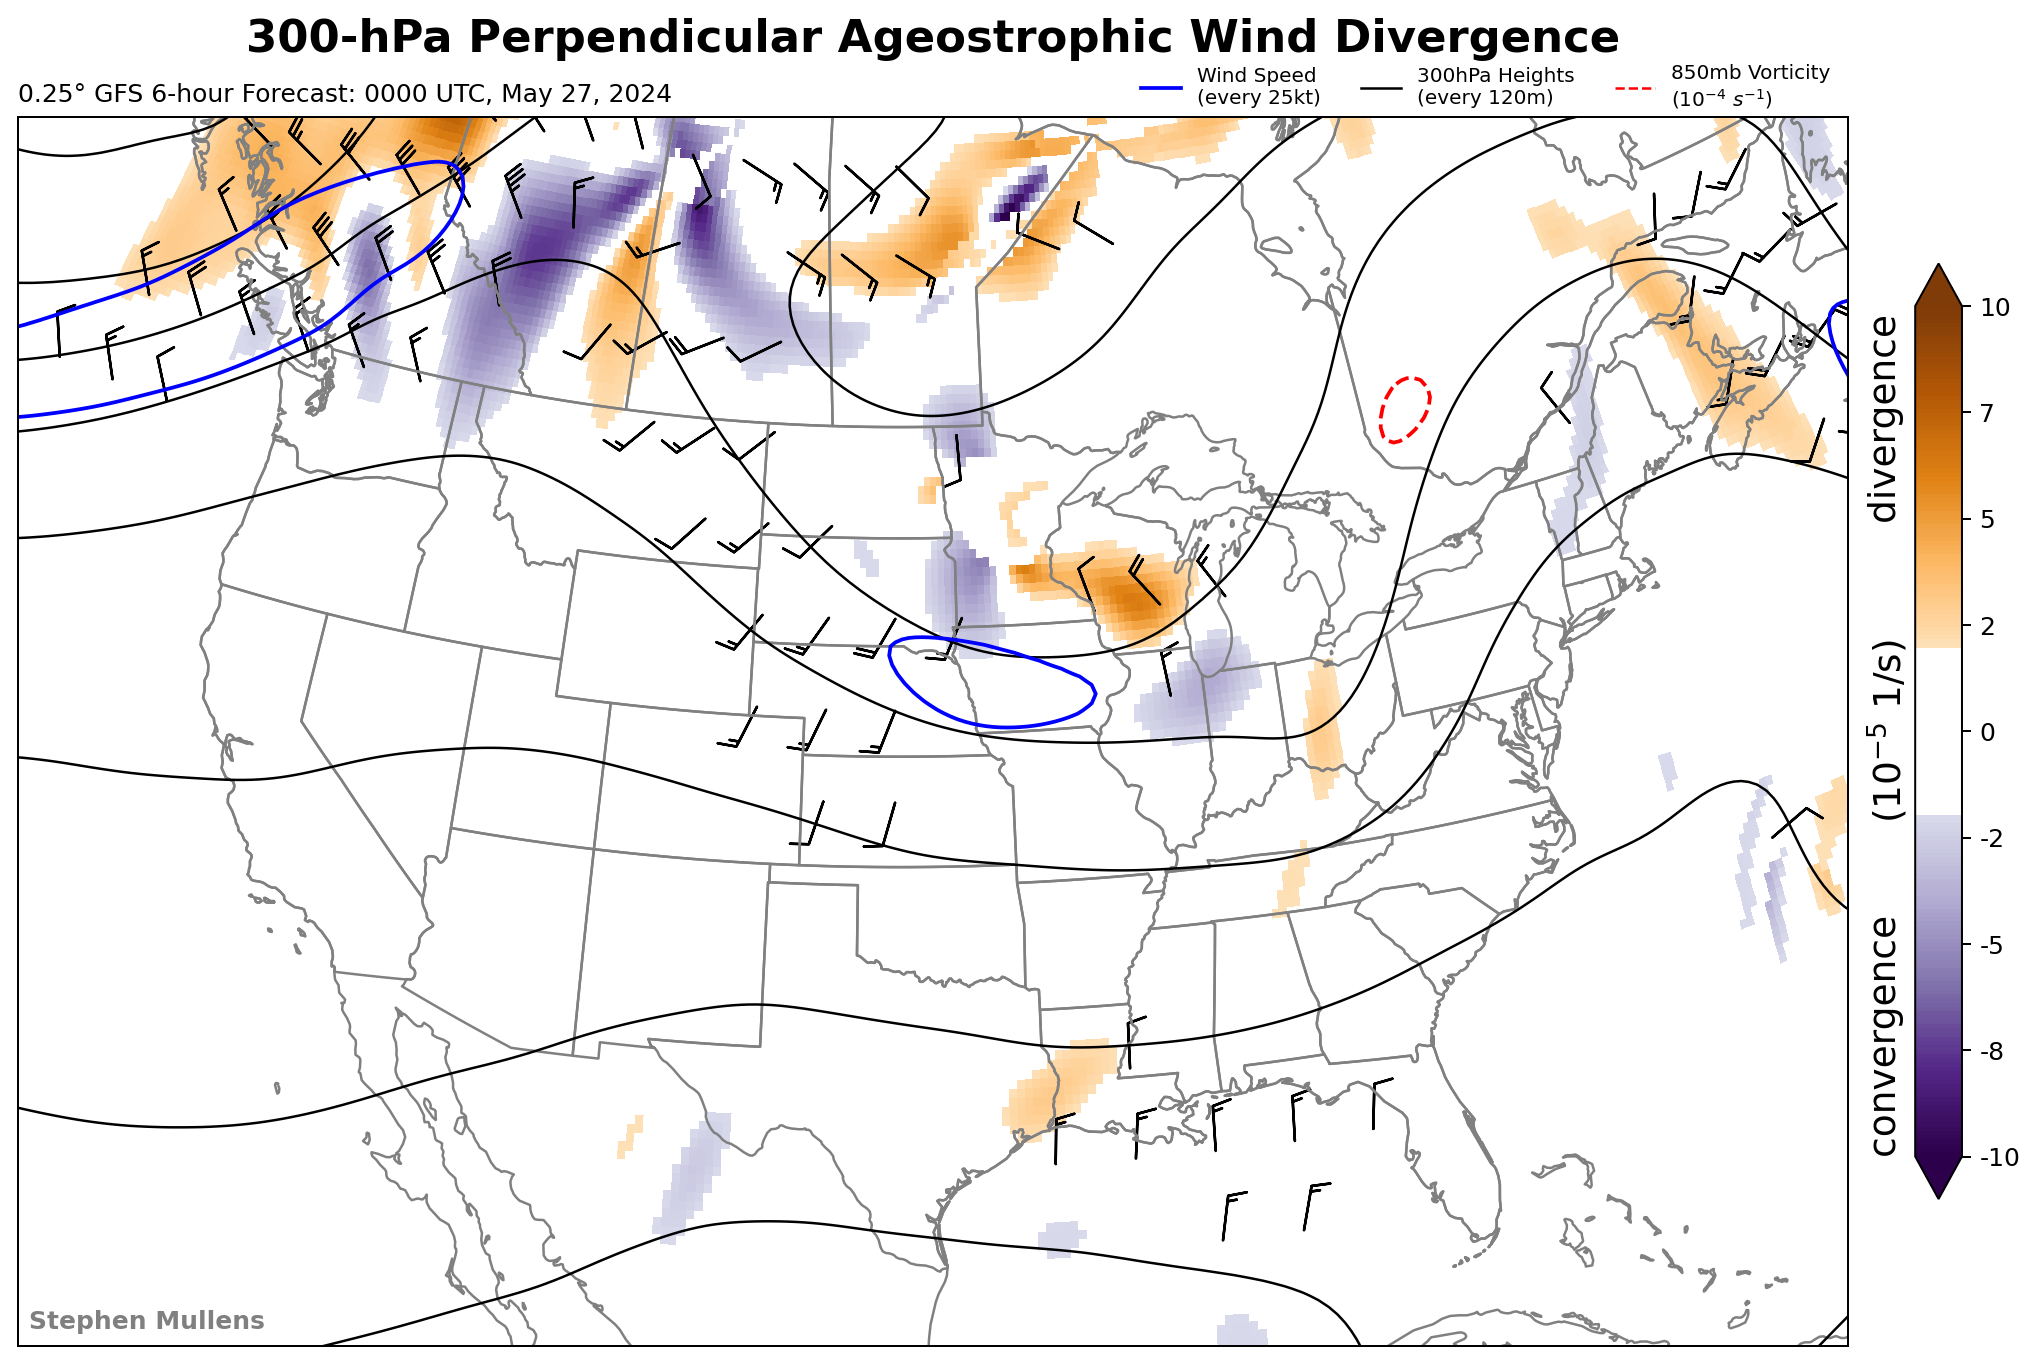 300-hPa Perpendicular Ageostrophic Wind Divergence
0.25° GFS 6-hour Forecast: 0000 UTC, May 27, 2024
Wind Speed
(every 25kt)
300hPa Heights
(every 120m)
850mb Vorticity
(10⁻⁴ s⁻¹)
10
7
5
2
0
-2
-5
-8
-10
convergence (10⁻⁵ 1/s) divergence
Stephen Mullens